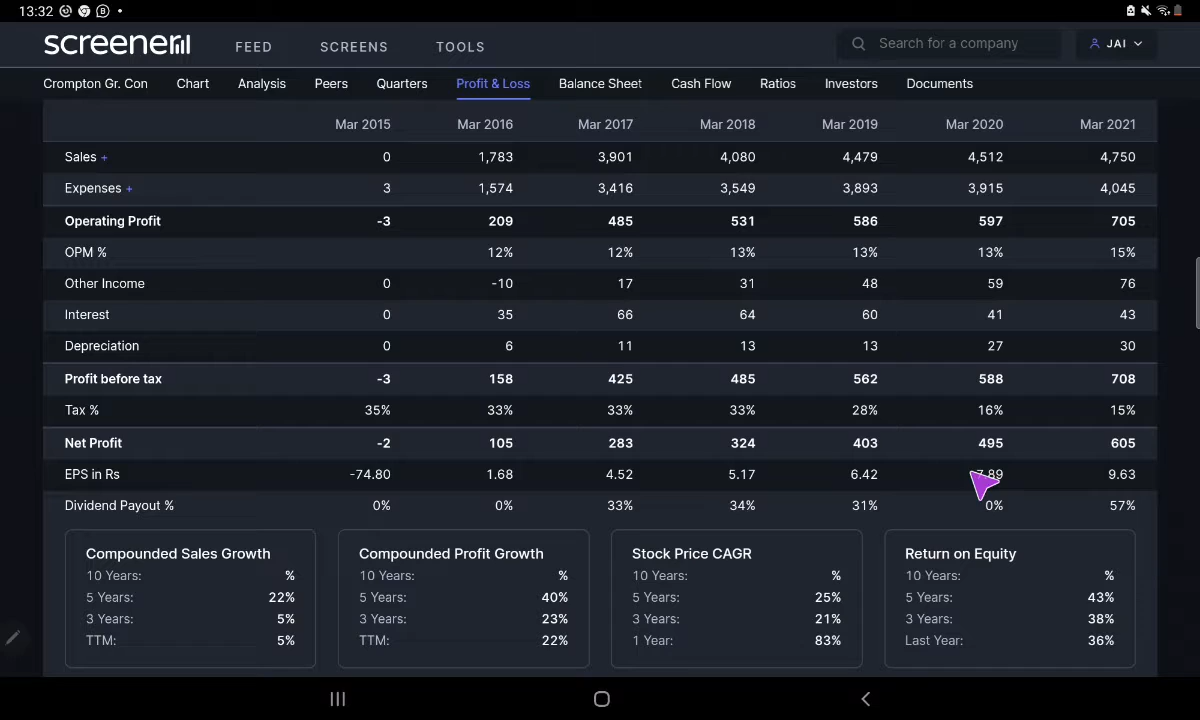 13:32
screener
FEED SCREENS TOOLS
Search for a company
JAI
Crompton Gr. Con Chart Analysis Peers Quarters Profit & Loss Balance Sheet Cash Flow Ratios Investors Documents
Mar 2015 Mar 2016 Mar 2017 Mar 2018 Mar 2019 Mar 2020 Mar 2021
Sales + 0 1,783 3,901 4,080 4,479 4,512 4,750
Expenses + 3 1,574 3,416 3,549 3,893 3,915 4,045
Operating Profit -3 209 485 531 586 597 705
OPM % 12% 12% 13% 13% 13% 15%
Other Income 0 -10 17 31 48 59 76
Interest 0 35 66 64 60 41 43
Depreciation 0 6 11 13 13 27 30
Profit before tax -3 158 425 485 562 588 708
Tax % 35% 33% 33% 33% 28% 16% 15%
Net Profit -2 105 283 324 403 495 605
EPS in Rs -74.80 1.68 4.52 5.17 6.42 7.89 9.63
Dividend Payout % 0% 0% 33% 34% 31% 0% 57%
Compounded Sales Growth
10 Years: %
5 Years: 22%
3 Years: 5%
TTM: 5%
Compounded Profit Growth
10 Years: %
5 Years: 40%
3 Years: 23%
TTM: 22%
Stock Price CAGR
10 Years: %
5 Years: 25%
3 Years: 21%
1 Year: 83%
Return on Equity
10 Years: %
5 Years: 43%
3 Years: 38%
Last Year: 36%